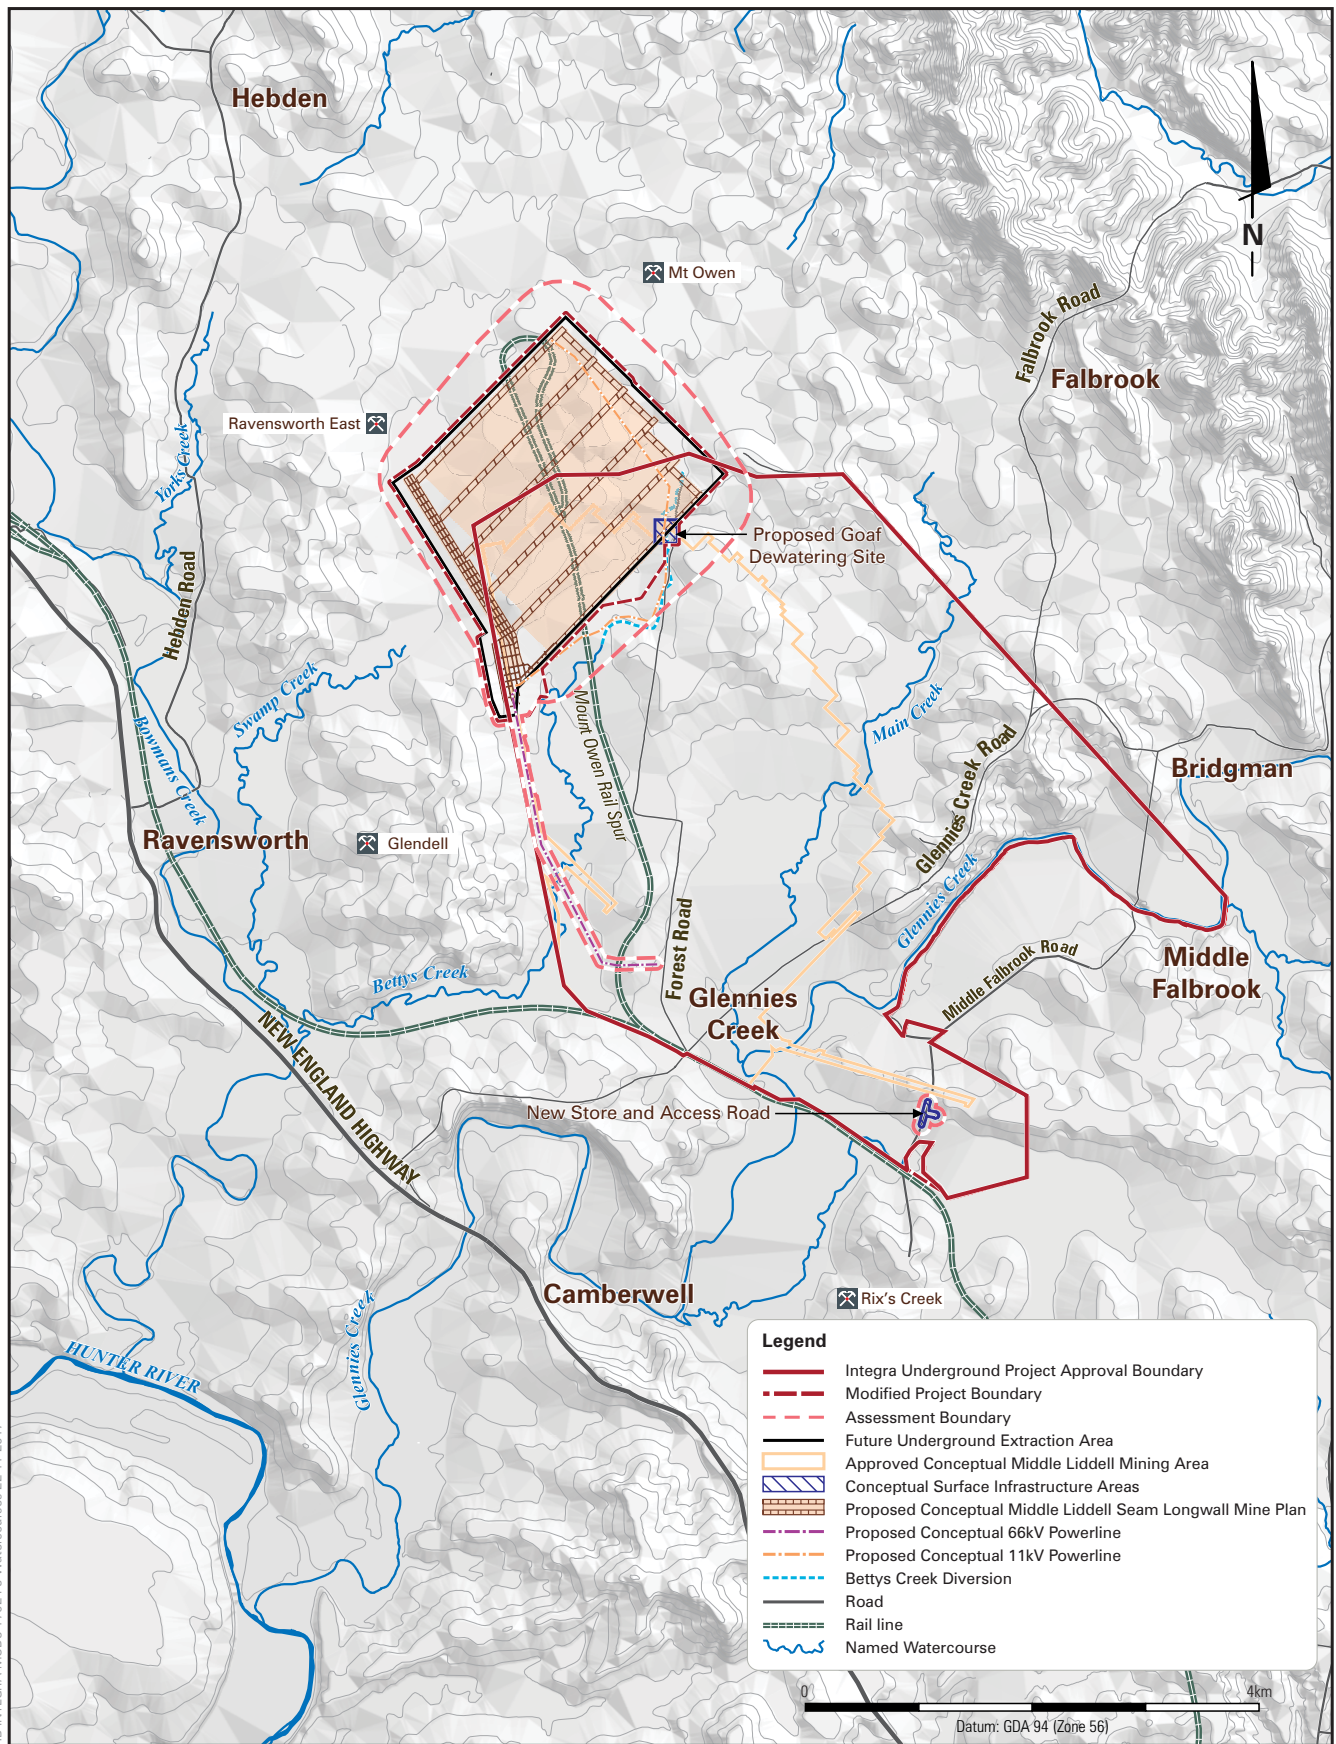 Hebden
N
Mt Owen
Falbrook Road
Falbrook
Ravensworth East
Yorks Creek
Proposed Goaf
Dewatering Site
Hebden Road
Swamp Creek
Main Creek
Bowmans Creek
Mount Owen Rail Spur
Glennies Creek Road
Bridgman
Ravensworth
Glendell
Glennies Creek
Forest Road
Middle Falbrook Road
Middle
Falbrook
Bettys Creek
Glennies
Creek
NEW ENGLAND HIGHWAY
New Store and Access Road
Camberwell
Rix's Creek
Glennies Creek
HUNTER RIVER
Legend
Integra Underground Project Approval Boundary
Modified Project Boundary
Assessment Boundary
Future Underground Extraction Area
Approved Conceptual Middle Liddell Mining Area
Conceptual Surface Infrastructure Areas
Proposed Conceptual Middle Liddell Seam Longwall Mine Plan
Proposed Conceptual 66kV Powerline
Proposed Conceptual 11kV Powerline
Bettys Creek Diversion
Road
Rail line
Named Watercourse
0
4km
Datum: GDA 94 (Zone 56)